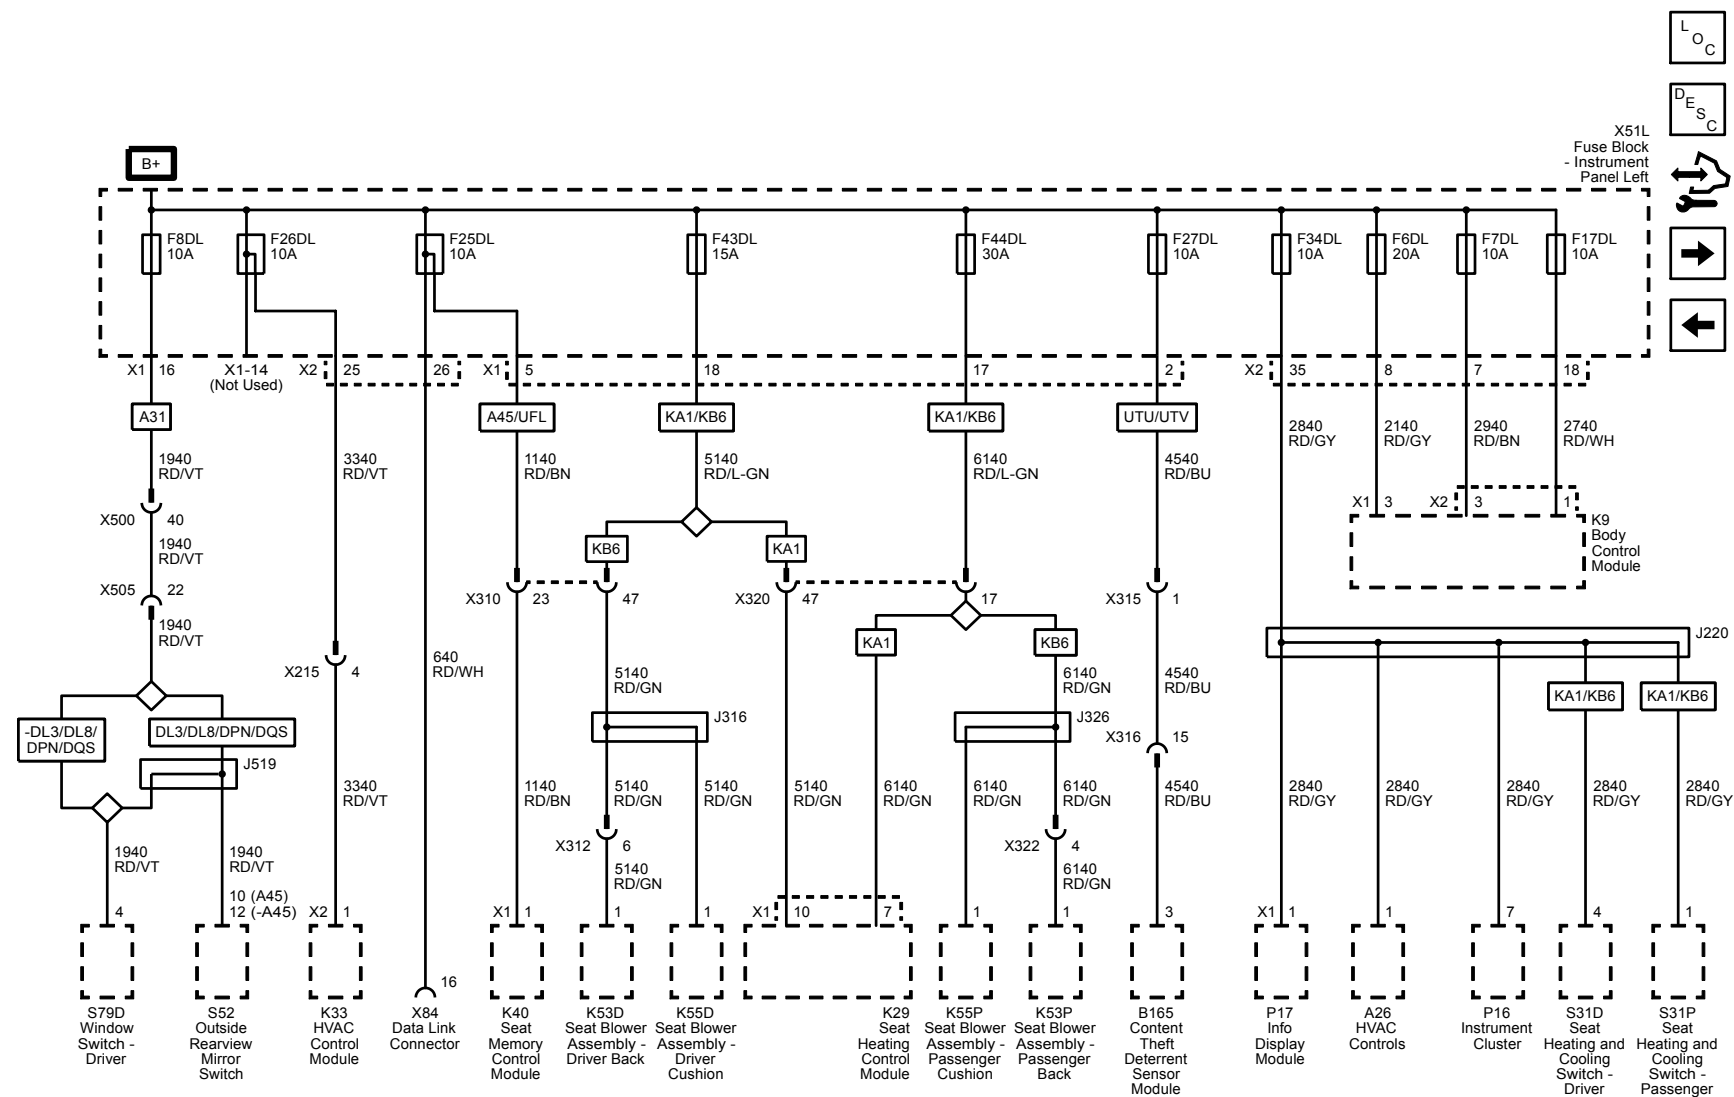 L
O
C
D
E
S
C
X51L
Fuse Block
- Instrument
Panel Left
B+
F8DL
10A
F26DL
10A
F25DL
10A
F43DL
15A
F44DL
30A
F27DL
10A
F34DL
10A
F6DL
20A
F7DL
10A
F17DL
10A
X1 16
X1-14
(Not Used)
X2 25
26
X1 5
18
17
2
X2 35
8
7
18
A31
A45/UFL
KA1/KB6
KA1/KB6
UTU/UTV
1940
RD/VT
3340
RD/VT
1140
RD/BN
5140
RD/L-GN
6140
RD/L-GN
4540
RD/BU
2840
RD/GY
2140
RD/GY
2940
RD/BN
2740
RD/WH
X1 3
X2 3
1
K9
Body
Control
Module
X500 40
1940
RD/VT
X505 22
1940
RD/VT
KB6
KA1
X310 23
47
X320 47
17
X315 1
KA1
KB6
J220
640
RD/WH
X215 4
5140
RD/GN
6140
RD/GN
4540
RD/BU
KA1/KB6
KA1/KB6
-DL3/DL8/
DPN/DQS
DL3/DL8/DPN/DQS
J316
J326
X316 15
J519
3340
RD/VT
1140
RD/BN
5140
RD/GN
5140
RD/GN
5140
RD/GN
6140
RD/GN
6140
RD/GN
6140
RD/GN
4540
RD/BU
2840
RD/GY
2840
RD/GY
2840
RD/GY
2840
RD/GY
2840
RD/GY
X312 6
X322 4
1940
RD/VT
1940
RD/VT
5140
RD/GN
6140
RD/GN
4
10 (A45)
12 (-A45)
X2 1
X1 1
1
1
X1 10
7
1
1
3
X1 1
1
7
4
1
16
S79D
Window
Switch -
Driver
S52
Outside
Rearview
Mirror
Switch
K33
HVAC
Control
Module
X84
Data Link
Connector
K40
Seat
Memory
Control
Module
K53D
Seat Blower
Assembly -
Driver Back
K55D
Seat Blower
Assembly -
Driver
Cushion
K29
Seat
Heating
Control
Module
K55P
Seat Blower
Assembly -
Passenger
Cushion
K53P
Seat Blower
Assembly -
Passenger
Back
B165
Content
Theft
Deterrent
Sensor
Module
P17
Info
Display
Module
A26
HVAC
Controls
P16
Instrument
Cluster
S31D
Seat
Heating and
Cooling
Switch -
Driver
S31P
Seat
Heating and
Cooling
Switch -
Passenger